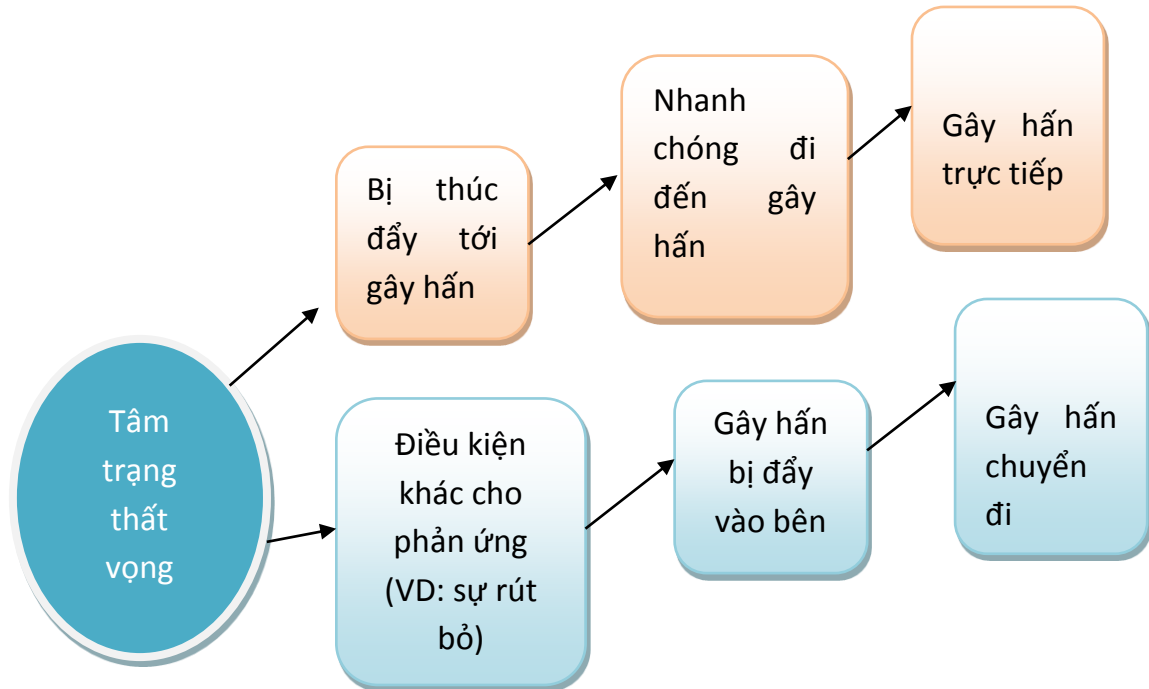 Tâm
trạng
thất
vọng
Bị thúc
đẩy tới
gây hấn
Nhanh
chóng đi
đến gây
hấn
Gây hấn
trực tiếp
Điều kiện
khác cho
phản ứng
(VD: sự rút
bỏ)
Gây hấn
bị đẩy
vào bên
Gây hấn
chuyển
đi